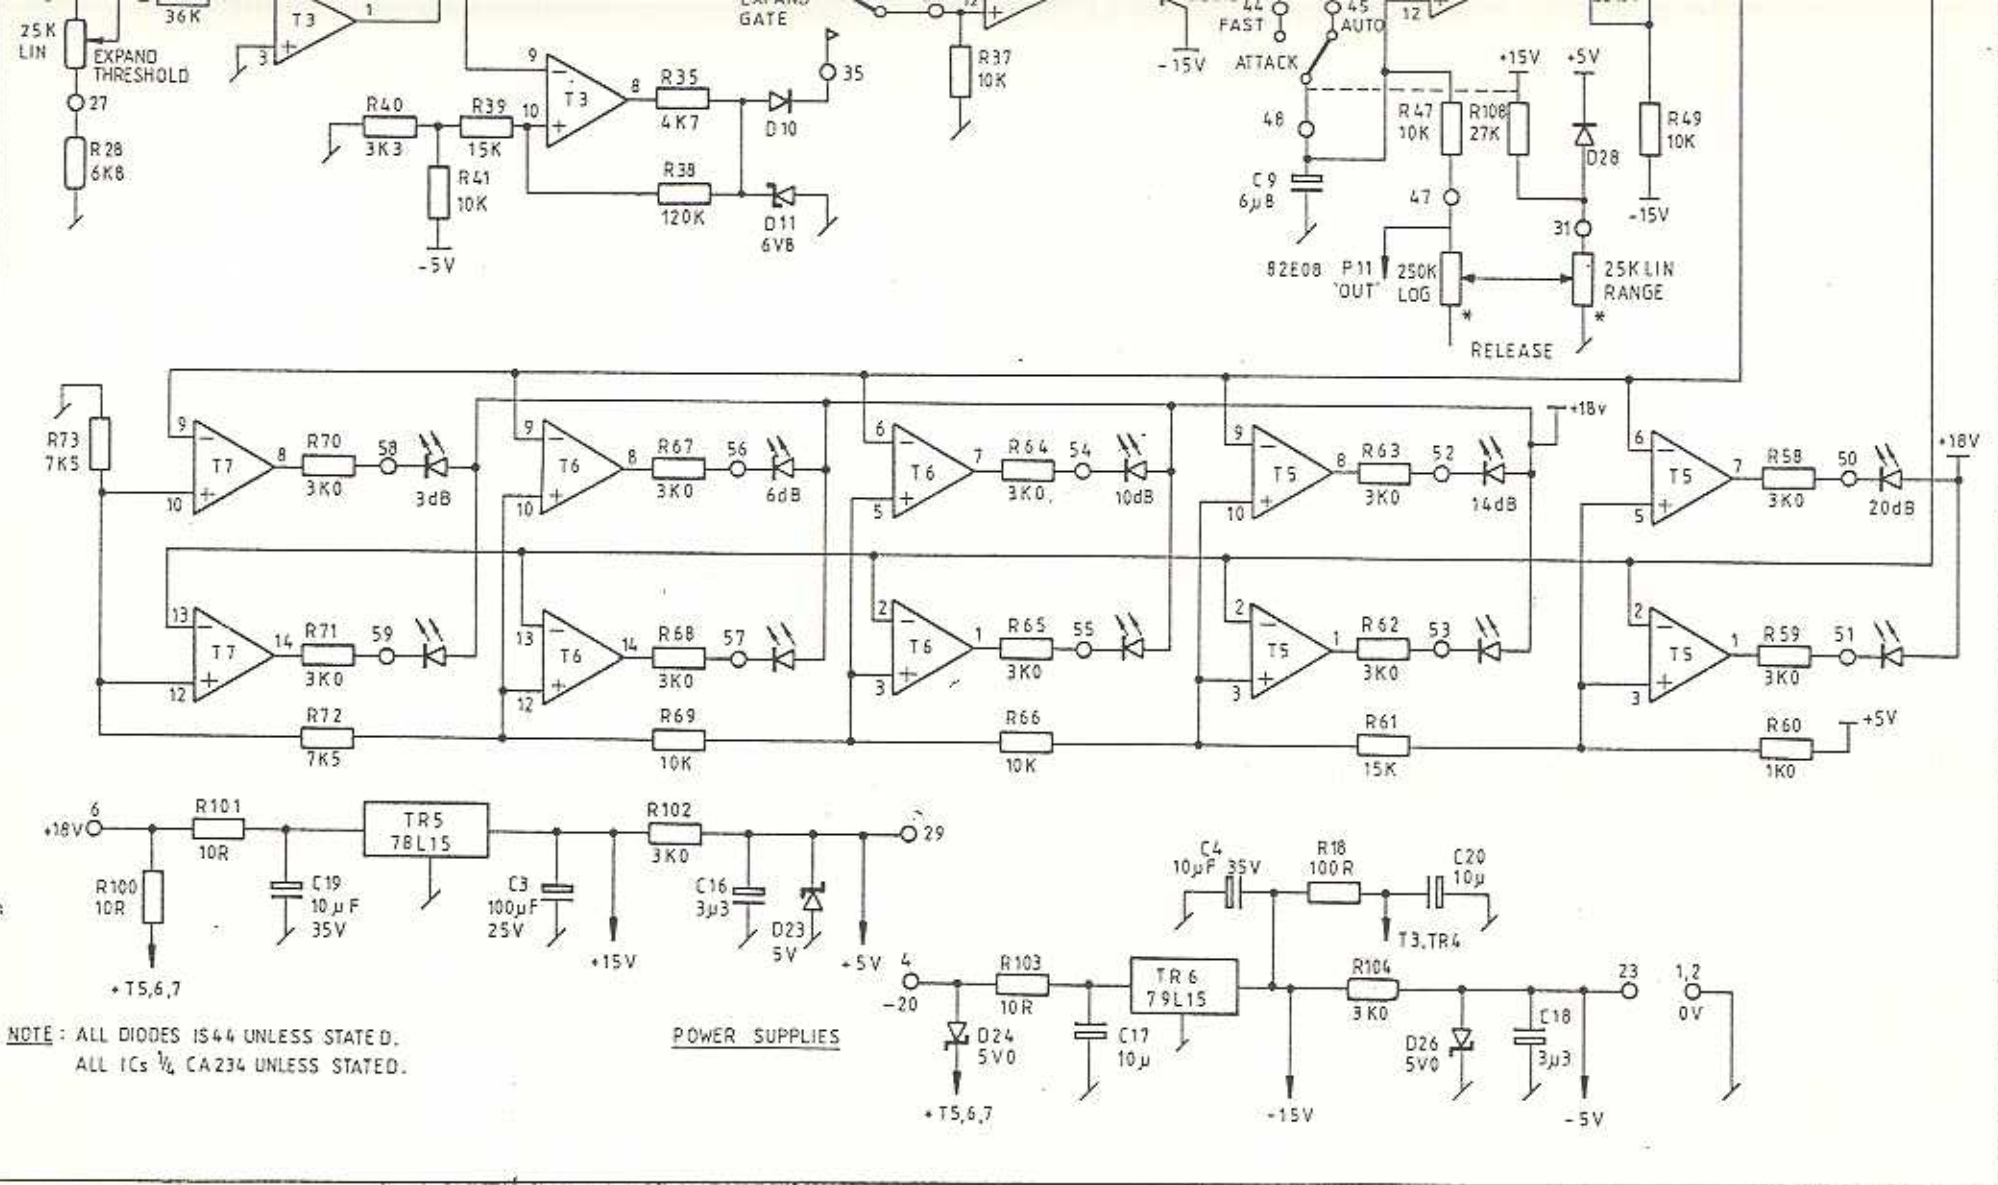 36K
T3
1
3
25K
LIN
EXPAND
THRESHOLD
27
R28
6K8
R40
3K3
R39
15K
R41
10K
-5V
9
10
T3
8
R35
4K7
D10
35
R38
120K
D11
6V8
GATE
R37
10K
-15V
44
FAST
45
AUTO
ATTACK
48
C9
6µ8
12
R47
10K
R108
27K
+15V
+5V
D28
R49
10K
-15V
47
31
82E08
P11
'OUT'
250K
LOG
*
25K LIN
RANGE
*
RELEASE
R73
7K5
9
10
T7
8
R70
3K0
58
3dB
9
10
T6
8
R67
3K0
56
6dB
6
5
T6
7
R64
3K0
54
10dB
9
10
T5
8
R63
3K0
52
14dB
+18V
6
5
T5
7
R58
3K0
50
20dB
+18V
13
12
T7
14
R71
3K0
59
13
12
T6
14
R68
3K0
57
2
3
T6
1
R65
3K0
55
2
3
T5
1
R62
3K0
53
2
3
T5
1
R59
3K0
51
R72
7K5
R69
10K
R66
10K
R61
15K
R60
1K0
+5V
+18V
6
R101
10R
TR5
78L15
R102
3K0
29
R100
10R
+T5,6,7
C19
10µF
35V
C3
100µF
25V
+15V
C16
3µ3
D23
5V
+5V
C4
10µF 35V
R18
100R
C20
10µ
T3,TR4
4
-20
R103
10R
TR6
79L15
R104
3K0
23
1,2
0V
D24
5V0
+T5,6,7
C17
10µ
-15V
D26
5V0
C18
3µ3
-5V
NOTE: ALL DIODES IS44 UNLESS STATED.
ALL ICs ¼ CA234 UNLESS STATED.
POWER SUPPLIES